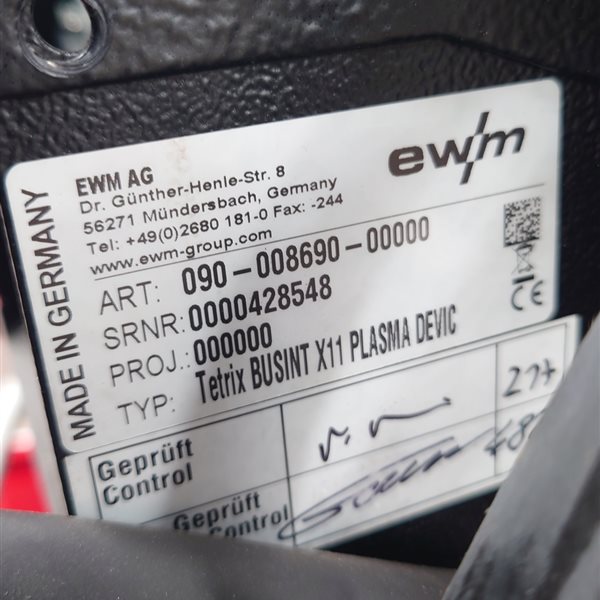 MADE IN GERMANY
EWM AG
Dr. Günther-Henle-Str. 8
56271 Mündersbach, Germany
Tel: +49(0)2680 181-0 Fax: -244
www.ewm-group.com
ewm
ART: 090-008690-00000
SRNR: 0000428548
PROJ.: 000000
TYP: Tetrix BUSINT X11 PLASMA DEVIC
CE
Geprüft
Control
217
Geprüft
Control